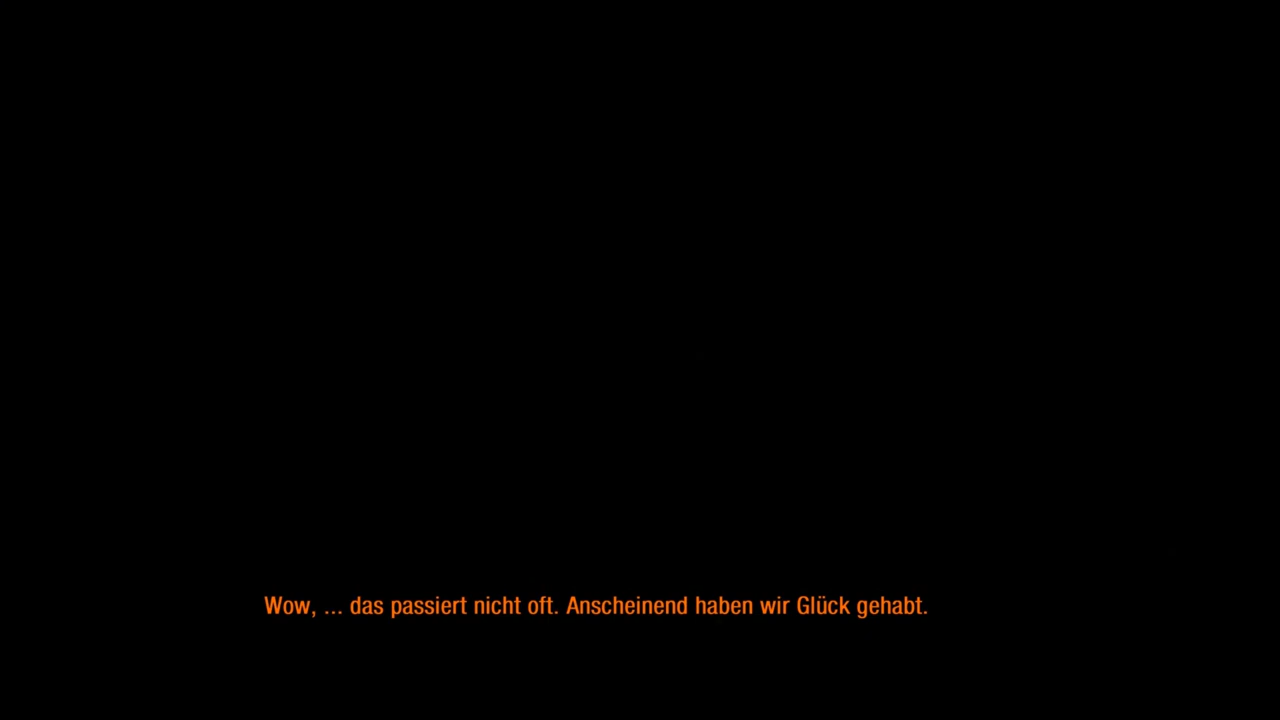 Wow, ... das passiert nicht oft. Anscheinend haben wir Glück gehabt.